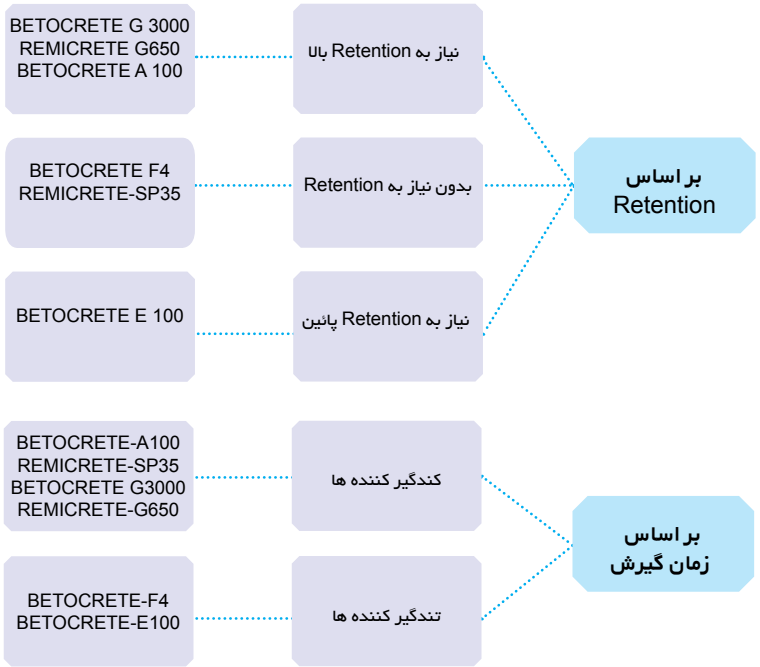 بر اساس
Retention
نیاز به Retention بالا
BETOCRETE G 3000
REMICRETE G650
BETOCRETE A 100
بدون نیاز به Retention
BETOCRETE F4
REMICRETE-SP35
نیاز به Retention پائین
BETOCRETE E 100
بر اساس
زمان گیرش
کندگیر کننده ها
BETOCRETE-A100
REMICRETE-SP35
BETOCRETE G3000
REMICRETE-G650
تندگیر کننده ها
BETOCRETE-F4
BETOCRETE-E100